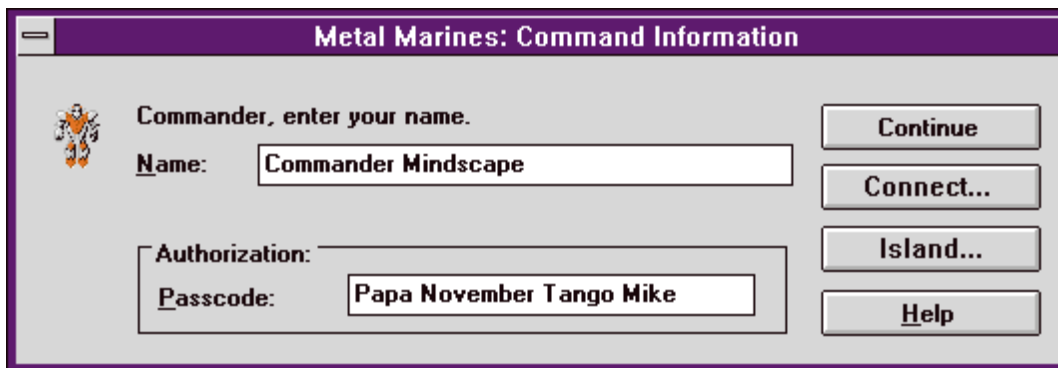 Metal Marines: Command Information
Commander, enter your name.
Name: Commander Mindscape
Authorization:
Passcode: Papa November Tango Mike
Continue
Connect...
Island...
Help